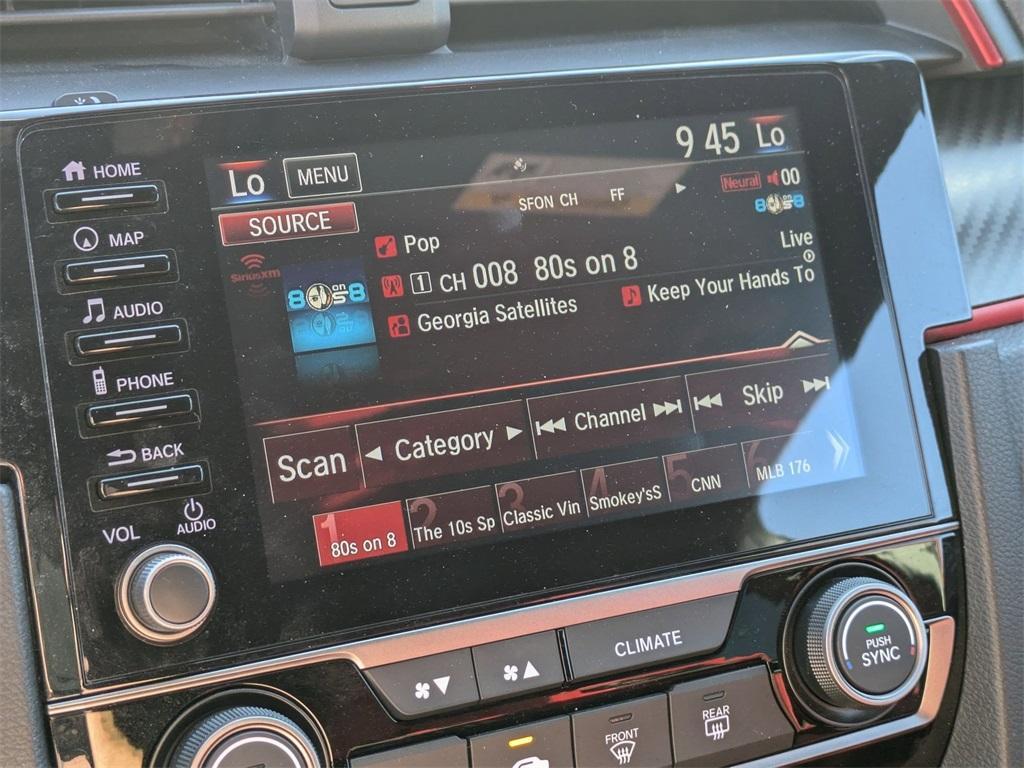 HOME
MAP
AUDIO
PHONE
BACK
VOL
AUDIO
Lo
MENU
9 45
Lo
SOURCE
SFON CH FF
Neural
00
8 on 8
SiriusXM
Pop
Live
1 CH 008 80s on 8
Georgia Satellites
Keep Your Hands To
Scan
Category
Channel
Skip
1 80s on 8
2 The 10s Sp
3 Classic Vin
4 Smokey'sS
5 CNN
6 MLB 176
CLIMATE
PUSH
SYNC
FRONT
REAR